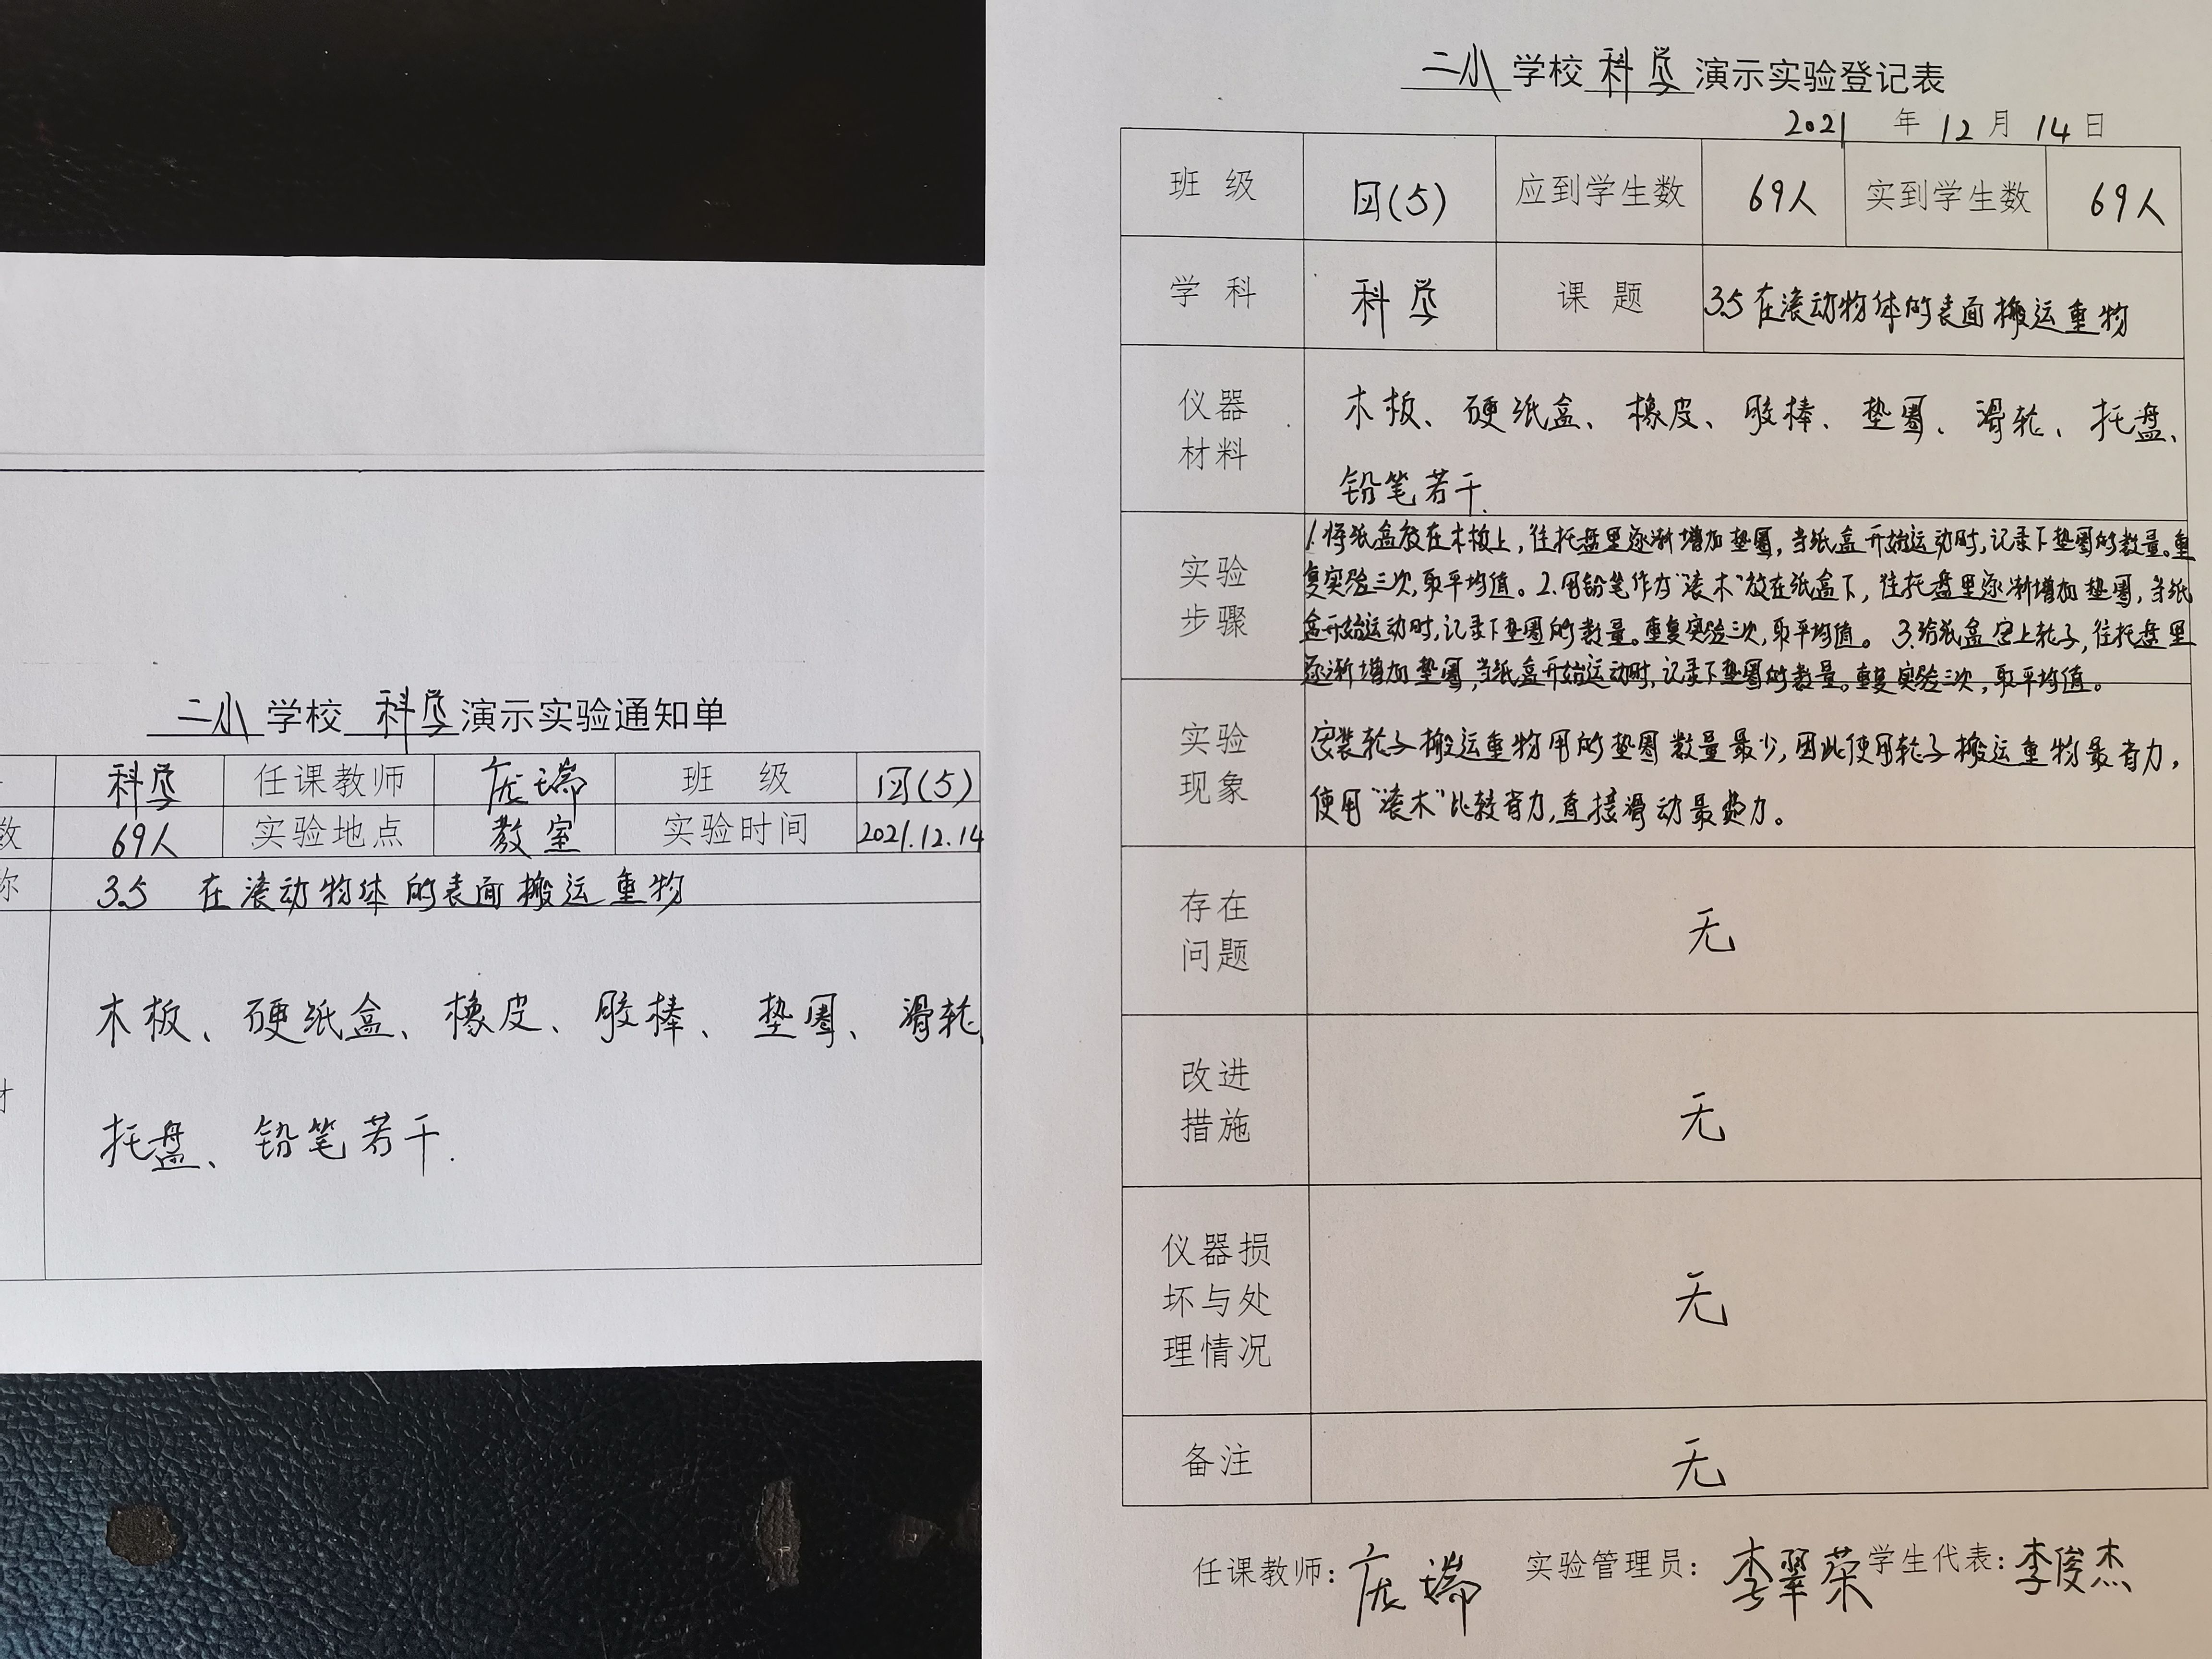 二小学校科学演示实验通知单
科学 任课教师 庞瑞 班 级 四(5)
数 69人 实验地点 教室 实验时间 2021.12.14
称 3.5 在滚动物体的表面搬运重物
木板、硬纸盒、橡皮、胶棒、垫圈、滑轮
材
托盘、铅笔若干.
二小学校科学演示实验登记表
2021 年 12 月 14 日
班 级 四(5) 应到学生数 69人 实到学生数 69人
学 科 科学 课 题 3.5在滚动物体的表面搬运重物
仪器
材料
木板、硬纸盒、橡皮、胶棒、垫圈、滑轮、托盘、
铅笔若干.
实验
步骤
1.将纸盒放在木板上,往托盘里逐渐增加垫圈,当纸盒开始运动时,记录下垫圈的数量。重
复实验三次,取平均值。2.用铅笔作为“滚木”放在纸盒下,往托盘里逐渐增加垫圈,当纸
盒开始运动时,记录下垫圈的数量。重复实验三次,取平均值。3.给纸盒安上轮子,往托盘里
逐渐增加垫圈,当纸盒开始运动时,记录下垫圈的数量。重复实验三次,取平均值。
实验
现象
安装轮子搬运重物用的垫圈数量最少,因此使用轮子搬运重物最省力,
使用“滚木”比较省力,直接滑动最费力。
存在
问题
无
改进
措施
无
仪器损
坏与处
理情况
无
备注 无
任课教师:庞瑞 实验管理员:李翠荣 学生代表:李俊杰